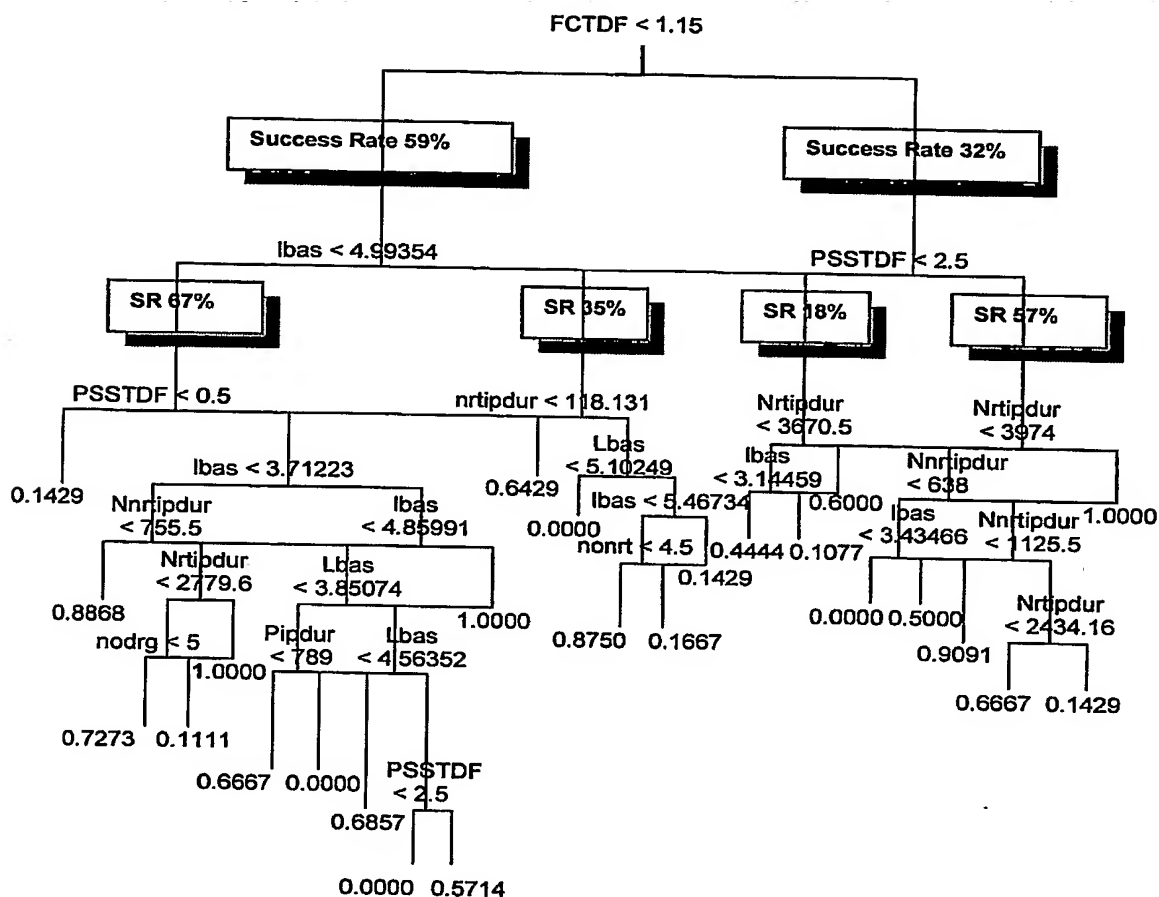 FCTDF < 1.15
Success Rate 59%
Success Rate 32%
lbas < 4.99354
PSSTDF < 2.5
SR 67%
SR 35%
SR 18%
SR 57%
PSSTDF < 0.5
nrtipdur < 118.131
Nrtipdur
< 3670.5
Nrtipdur
< 3974
0.1429
lbas < 3.71223
0.6429
Lbas
< 5.10249
lbas
< 3.14459
0.6000
Nnrtipdur
< 638
1.0000
Nnrtipdur
< 755.5
lbas
< 4.85991
0.0000
lbas < 5.46734
0.4444
0.1077
lbas
< 3.43466
Nnrtipdur
< 1125.5
0.8868
Nrtipdur
< 2779.6
Lbas
< 3.85074
1.0000
nonrt < 4.5
0.1429
0.0000
0.5000
0.9091
Nrtipdur
< 2434.16
nodrg < 5
1.0000
Pipdur
< 789
Lbas
< 4.56352
0.8750
0.1667
0.6667
0.1429
0.7273
0.1111
0.6667
0.0000
0.6857
PSSTDF
< 2.5
0.0000
0.5714